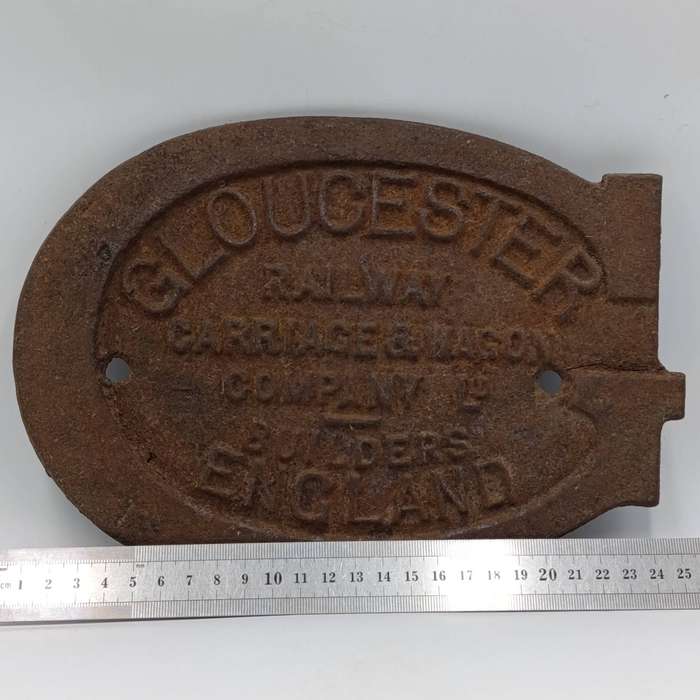 GLOUCESTER
RAILWAY
CARRIAGE & WAGON
COMPANY LD
BUILDERS
ENGLAND
cm 1 2 3 4 5 6 7 8 9 10 11 12 13 14 15 16 17 18 19 20 21 22 23 24 25